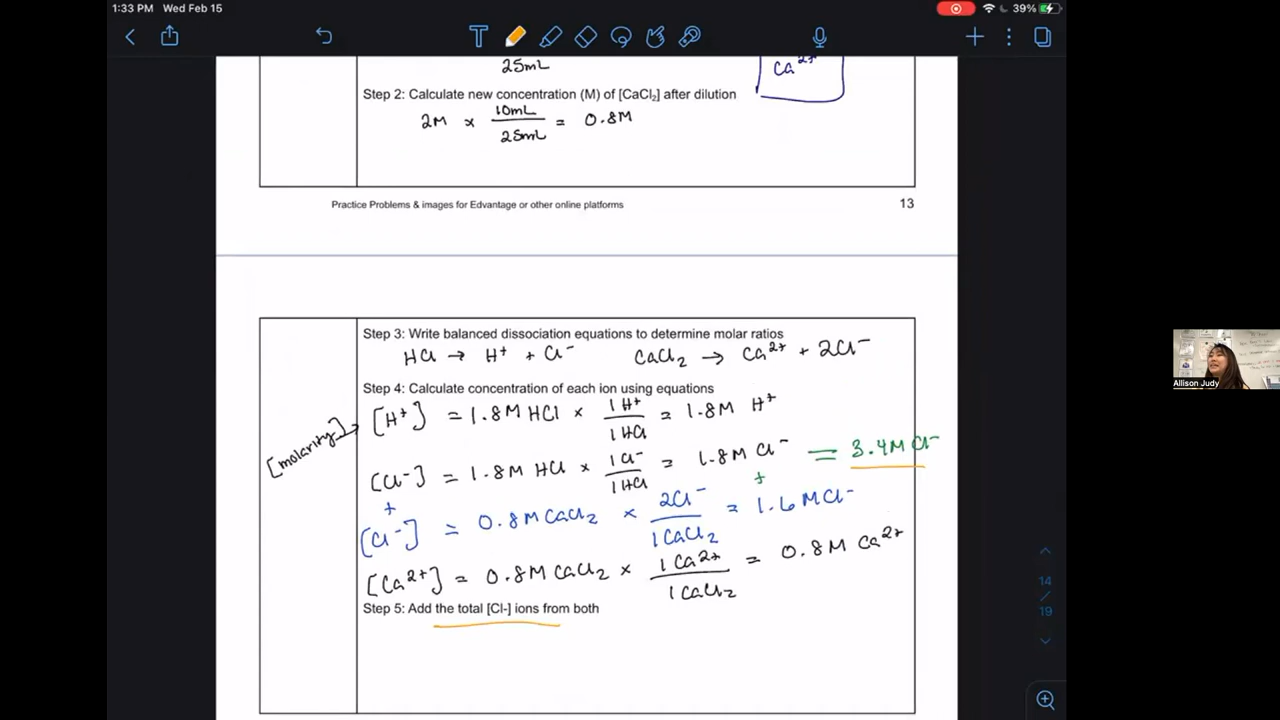 1:33 PM Wed Feb 15
39%
25mL
Ca²⁺
Step 2: Calculate new concentration (M) of [CaCl₂] after dilution
2M × 10mL / 25mL = 0.8M
Practice Problems & images for Edvantage or other online platforms
13
Step 3: Write balanced dissociation equations to determine molar ratios
HCl → H⁺ + Cl⁻ CaCl₂ → Ca²⁺ + 2Cl⁻
Step 4: Calculate concentration of each ion using equations
[molarity] → [H⁺] = 1.8M HCl × 1H⁺ / 1HCl = 1.8M H⁺
[Cl⁻] = 1.8M HCl × 1Cl⁻ / 1HCl = 1.8M Cl⁻ = 3.4M Cl⁻
+ +
[Cl⁻] = 0.8M CaCl₂ × 2Cl⁻ / 1CaCl₂ = 1.6M Cl⁻
[Ca²⁺] = 0.8M CaCl₂ × 1Ca²⁺ / 1CaCl₂ = 0.8M Ca²⁺
Step 5: Add the total [Cl-] ions from both
14
/
19
Allison Judy